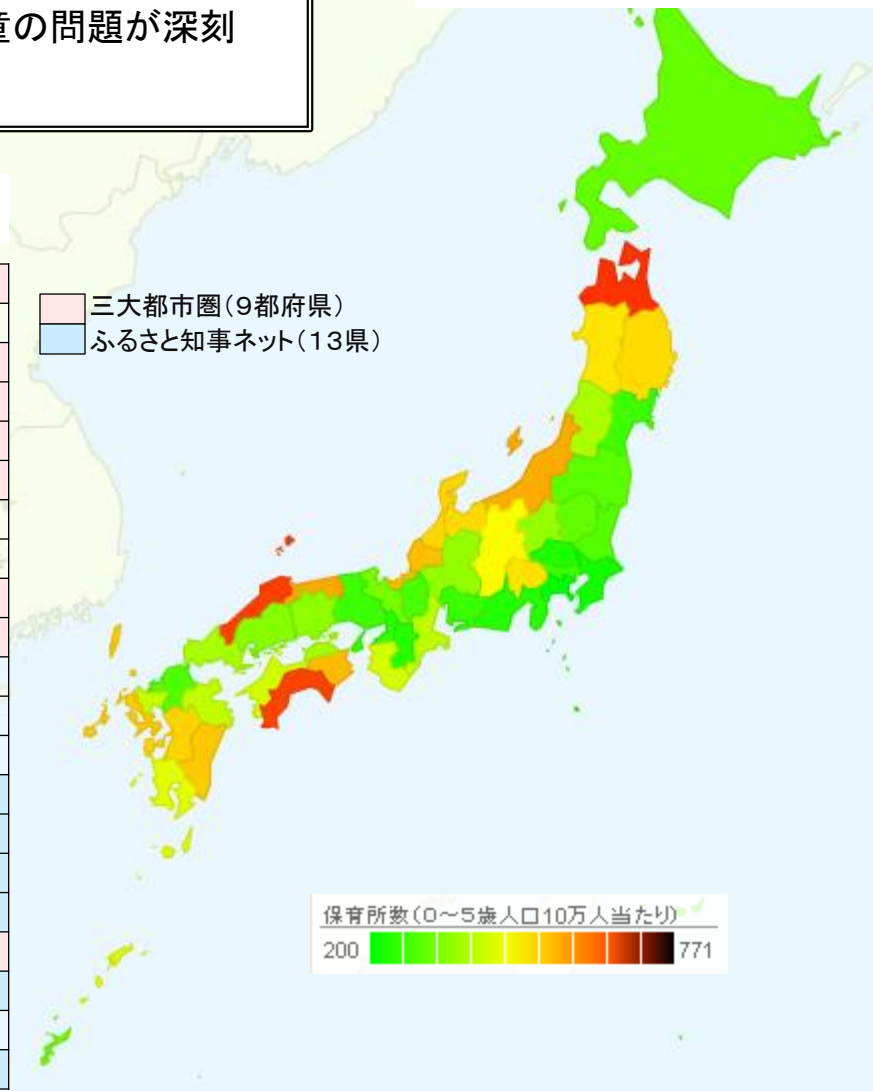 童の問題が深刻
三大都市圏(9都府県)
ふるさと知事ネット(13県)
保育所数(0～5歳人口10万人当たり)
200
771